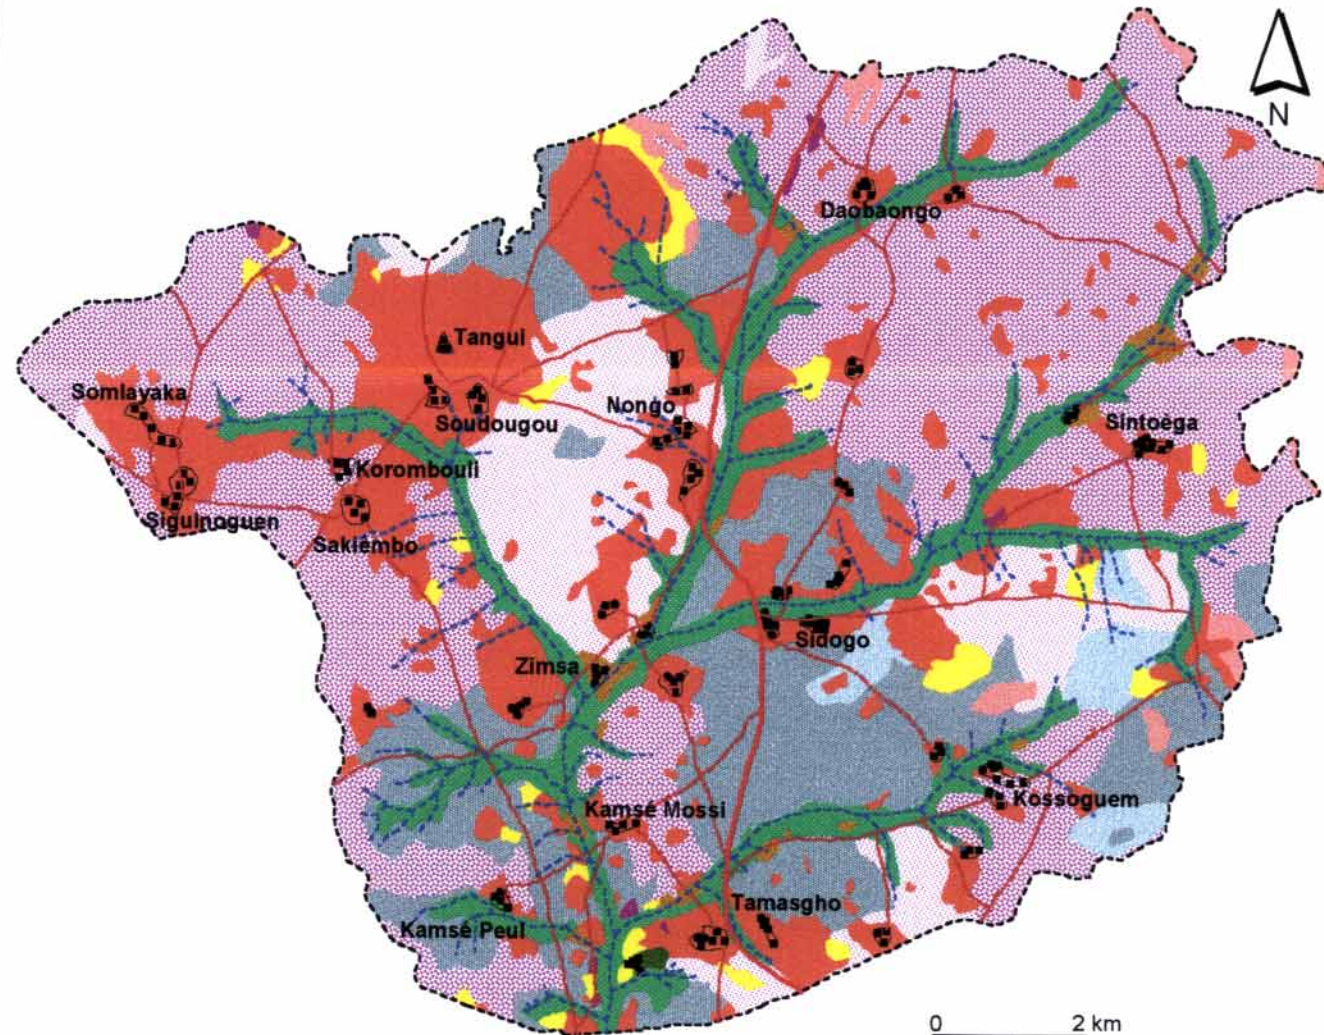 N
Daobaongo
Tangui
Somlayaka
Nongo
Soudougou
Sintoèga
Korombouli
Siguinoguen
Sakiembo
Sidogo
Zimsa
Kossoguem
Kamsé Mossi
Tamasgho
Kamsé Peul
0 2 km